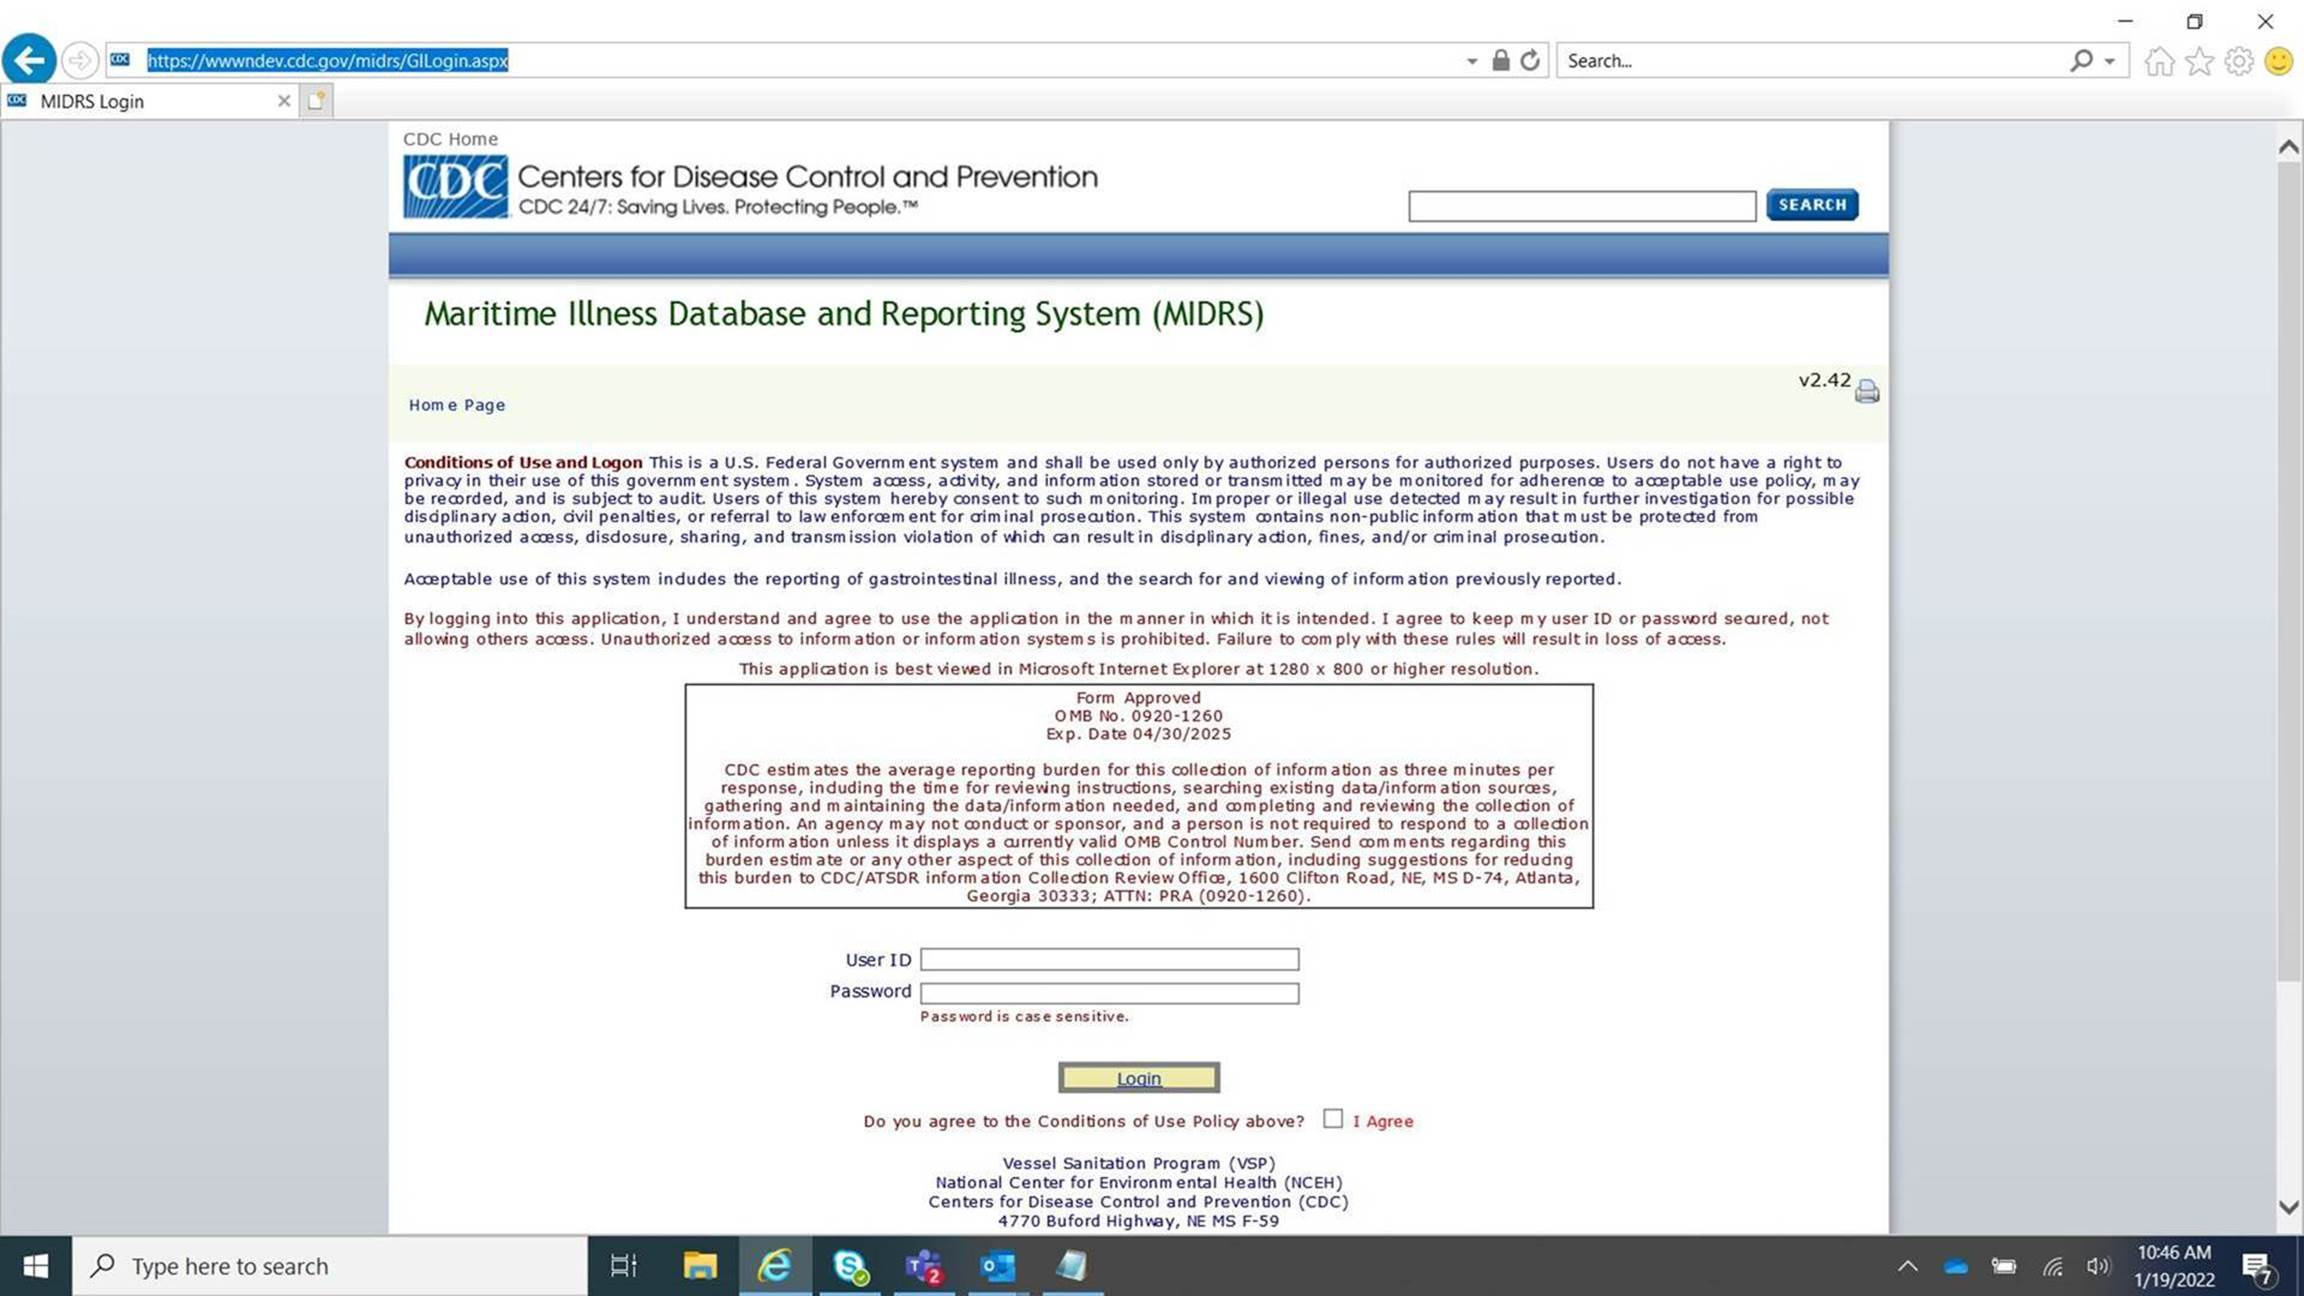 https://wwwndev.cdc.gov/midrs/GILogin.aspx
Search...
CDC
MIDRS Login
CDC Home
CDC
Centers for Disease Control and Prevention
CDC 24/7: Saving Lives. Protecting People.™
SEARCH
Maritime Illness Database and Reporting System (MIDRS)
v2.42
Home Page
Conditions of Use and Logon This is a U.S. Federal Government system and shall be used only by authorized persons for authorized purposes. Users do not have a right to
privacy in their use of this government system. System access, activity, and information stored or transmitted may be monitored for adherence to acceptable use policy, may
be recorded, and is subject to audit. Users of this system hereby consent to such monitoring. Improper or illegal use detected may result in further investigation for possible
disciplinary action, civil penalties, or referral to law enforcement for criminal prosecution. This system contains non-public information that must be protected from
unauthorized access, disclosure, sharing, and transmission violation of which can result in disciplinary action, fines, and/or criminal prosecution.
Acceptable use of this system includes the reporting of gastrointestinal illness, and the search for and viewing of information previously reported.
By logging into this application, I understand and agree to use the application in the manner in which it is intended. I agree to keep my user ID or password secured, not
allowing others access. Unauthorized access to information or information systems is prohibited. Failure to comply with these rules will result in loss of access.
This application is best viewed in Microsoft Internet Explorer at 1280 x 800 or higher resolution.
Form Approved
OMB No. 0920-1260
Exp. Date 04/30/2025
CDC estimates the average reporting burden for this collection of information as three minutes per
response, including the time for reviewing instructions, searching existing data/information sources,
gathering and maintaining the data/information needed, and completing and reviewing the collection of
information. An agency may not conduct or sponsor, and a person is not required to respond to a collection
of information unless it displays a currently valid OMB Control Number. Send comments regarding this
burden estimate or any other aspect of this collection of information, including suggestions for reducing
this burden to CDC/ATSDR information Collection Review Office, 1600 Clifton Road, NE, MS D-74, Atlanta,
Georgia 30333; ATTN: PRA (0920-1260).
User ID
Password
Password is case sensitive.
Login
Do you agree to the Conditions of Use Policy above? I Agree
Vessel Sanitation Program (VSP)
National Center for Environmental Health (NCEH)
Centers for Disease Control and Prevention (CDC)
4770 Buford Highway, NE MS F-59
Type here to search
2
10:46 AM
1/19/2022
7